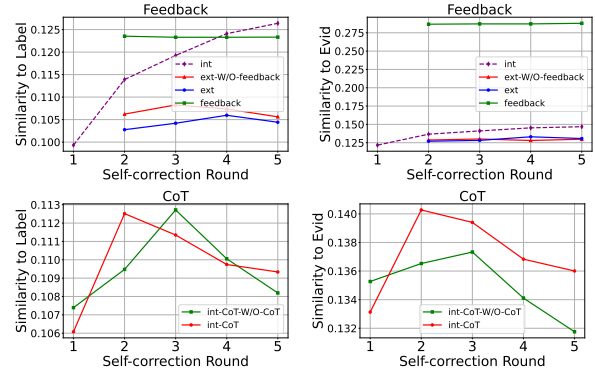 Feedback
Similarity to Label
0.125
0.120
0.115
0.110
0.105
0.100
int
ext-W/O-feedback
ext
feedback
1 2 3 4 5
Self-correction Round
Feedback
Similarity to Evid
0.275
0.250
0.225
0.200
0.175
0.150
0.125
int
ext-W/O-feedback
ext
feedback
1 2 3 4 5
Self-correction Round
CoT
Similarity to Label
0.113
0.112
0.111
0.110
0.109
0.108
0.107
0.106
int-CoT-W/O-CoT
int-CoT
1 2 3 4 5
Self-correction Round
CoT
Similarity to Evid
0.140
0.138
0.136
0.134
0.132
int-CoT-W/O-CoT
int-CoT
1 2 3 4 5
Self-correction Round